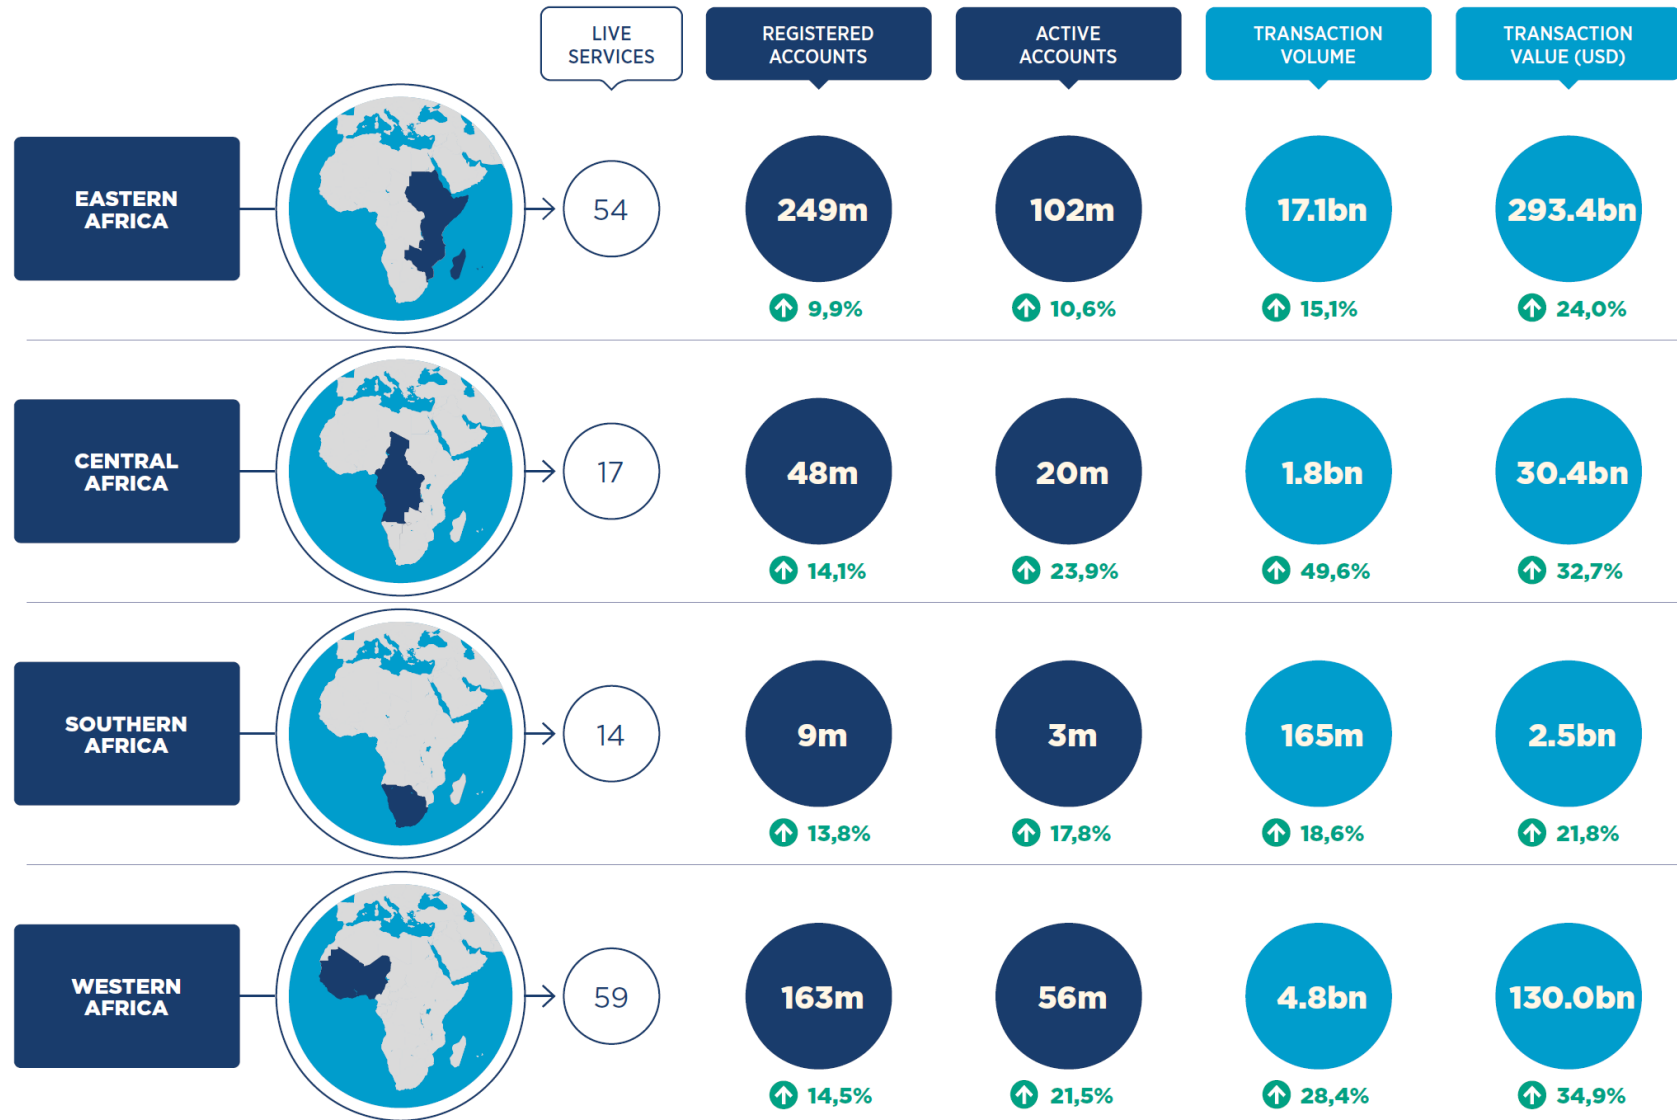 LIVE
SERVICES
REGISTERED
ACCOUNTS
ACTIVE
ACCOUNTS
TRANSACTION
VOLUME
TRANSACTION
VALUE (USD)
EASTERN
AFRICA
54
249m
102m
17.1bn
293.4bn
9,9%
10,6%
15,1%
24,0%
CENTRAL
AFRICA
17
48m
20m
1.8bn
30.4bn
14,1%
23,9%
49,6%
32,7%
SOUTHERN
AFRICA
14
9m
3m
165m
2.5bn
13,8%
17,8%
18,6%
21,8%
WESTERN
AFRICA
59
163m
56m
4.8bn
130.0bn
14,5%
21,5%
28,4%
34,9%